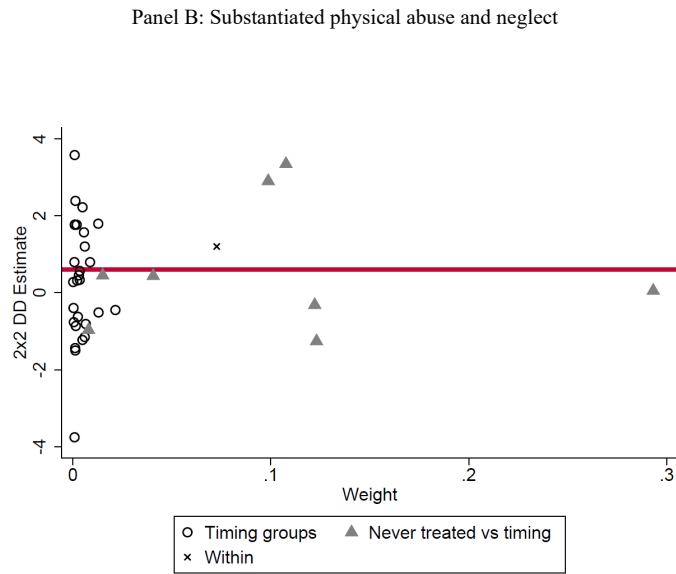 Panel B: Substantiated physical abuse and neglect
4
2
0
-2
-4
2x2 DD Estimate
0
.1
.2
.3
Weight
Timing groups
Never treated vs timing
Within